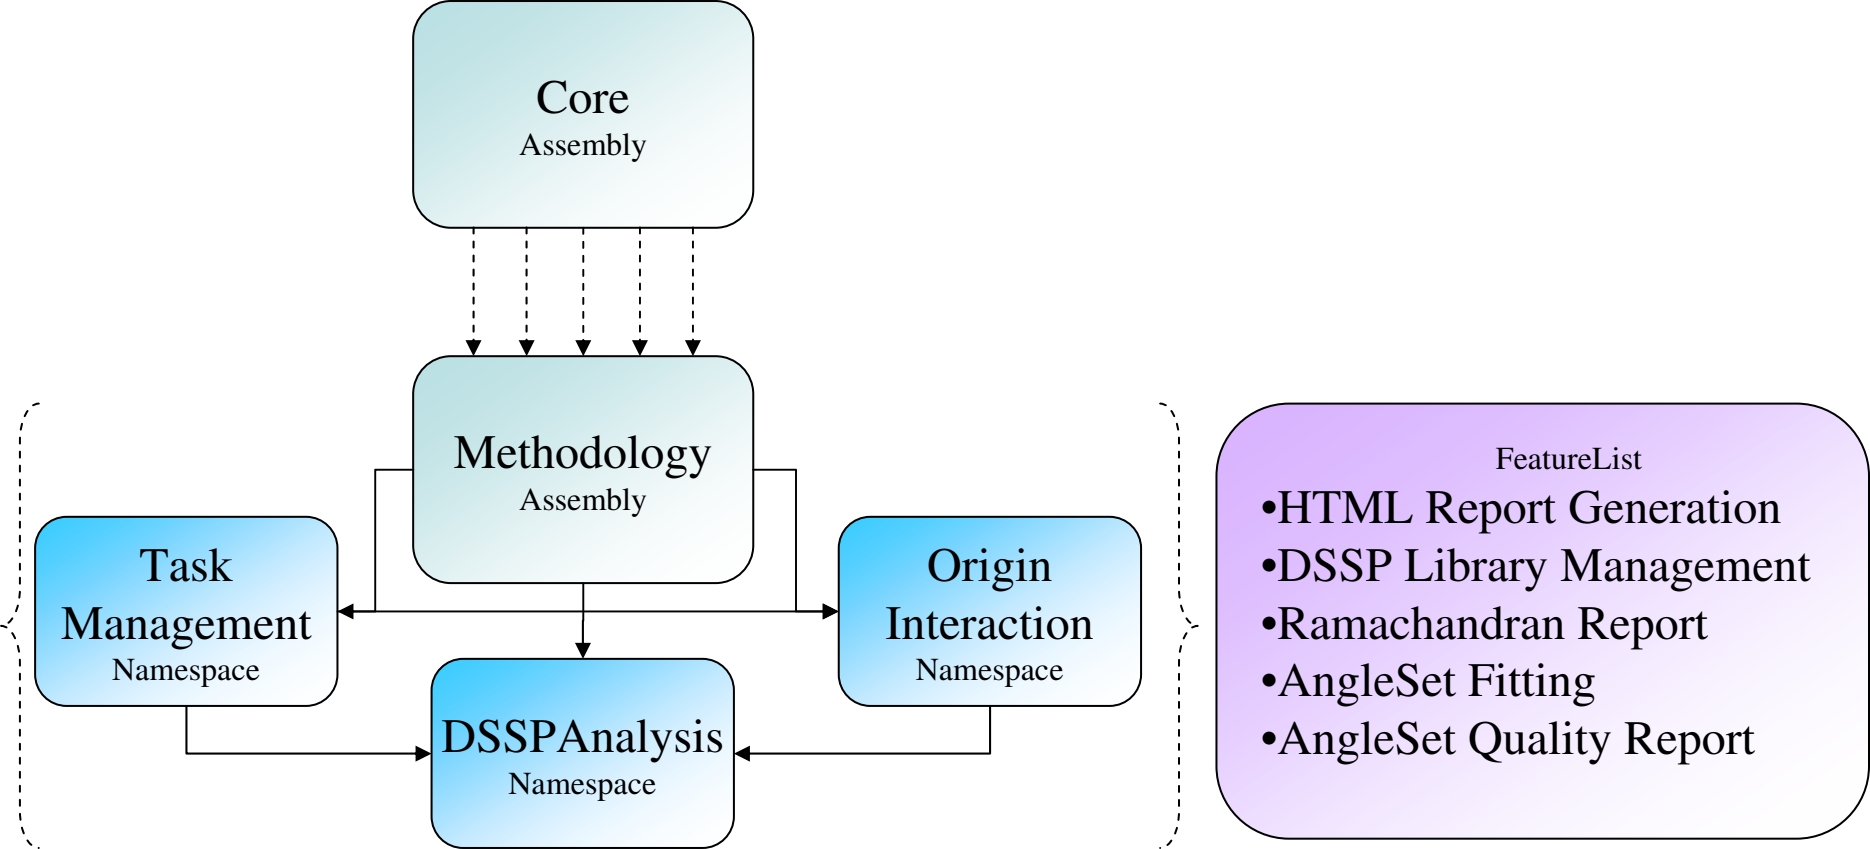 Core
Assembly
Methodology
Assembly
Task
Management
Namespace
Origin
Interaction
Namespace
DSSPAnalysis
Namespace
FeatureList
•HTML Report Generation
•DSSP Library Management
•Ramachandran Report
•AngleSet Fitting
•AngleSet Quality Report